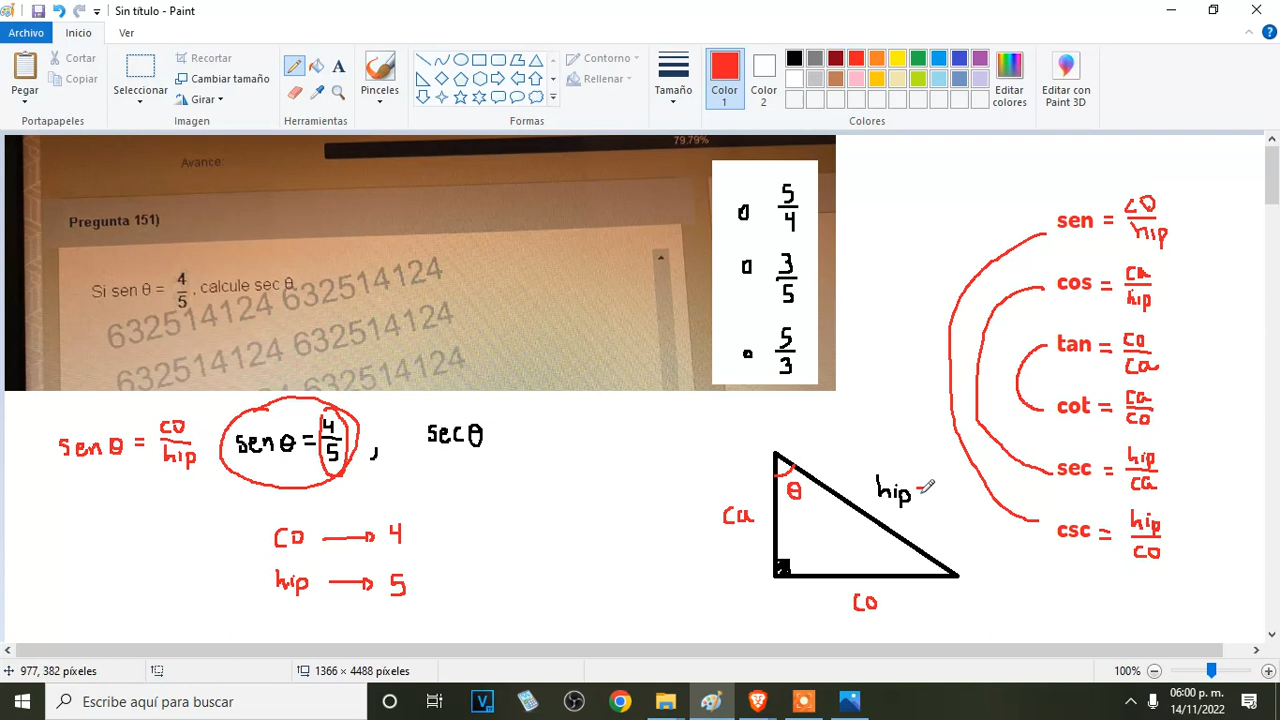 Sin título - Paint
Archivo Inicio Ver
Pegar
Cortar
Copiar
Portapapeles
Seleccionar
Recortar
Cambiar tamaño
Girar
Imagen
A
Herramientas
Pinceles
Contorno
Rellenar
Formas
Tamaño
Color 1
Color 2
Editar colores
Colores
Editar con Paint 3D
Avance:
79.79%
Pregunta 151)
Si sen θ = 4/5, calcule sec θ.
632514124 632514124
632514124 632514124
632514124 632514124
5/4
3/5
5/3
sen θ = co/hip
sen θ = 4/5 , sec θ
co → 4
hip → 5
θ
ca
hip -
co
sen = co/hip
cos = ca/hip
tan = co/ca
cot = ca/co
sec = hip/ca
csc = hip/co
977, 382 píxeles
1366 × 4488 píxeles
100%
Escribe aquí para buscar
06:00 p. m.
14/11/2022